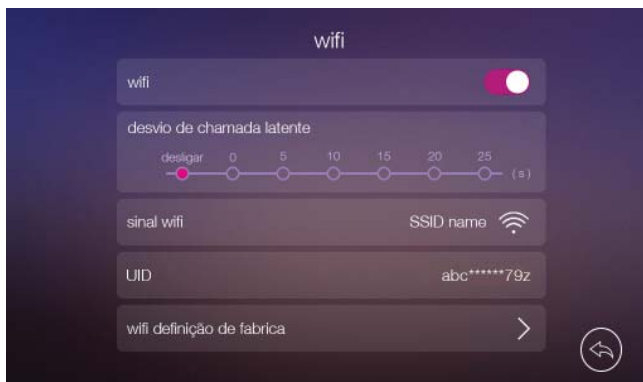 wifi
wifi
desvio de chamada latente
desligar 0 5 10 15 20 25
(s)
sinal wifi SSID name
UID abc******79z
wifi definição de fabrica